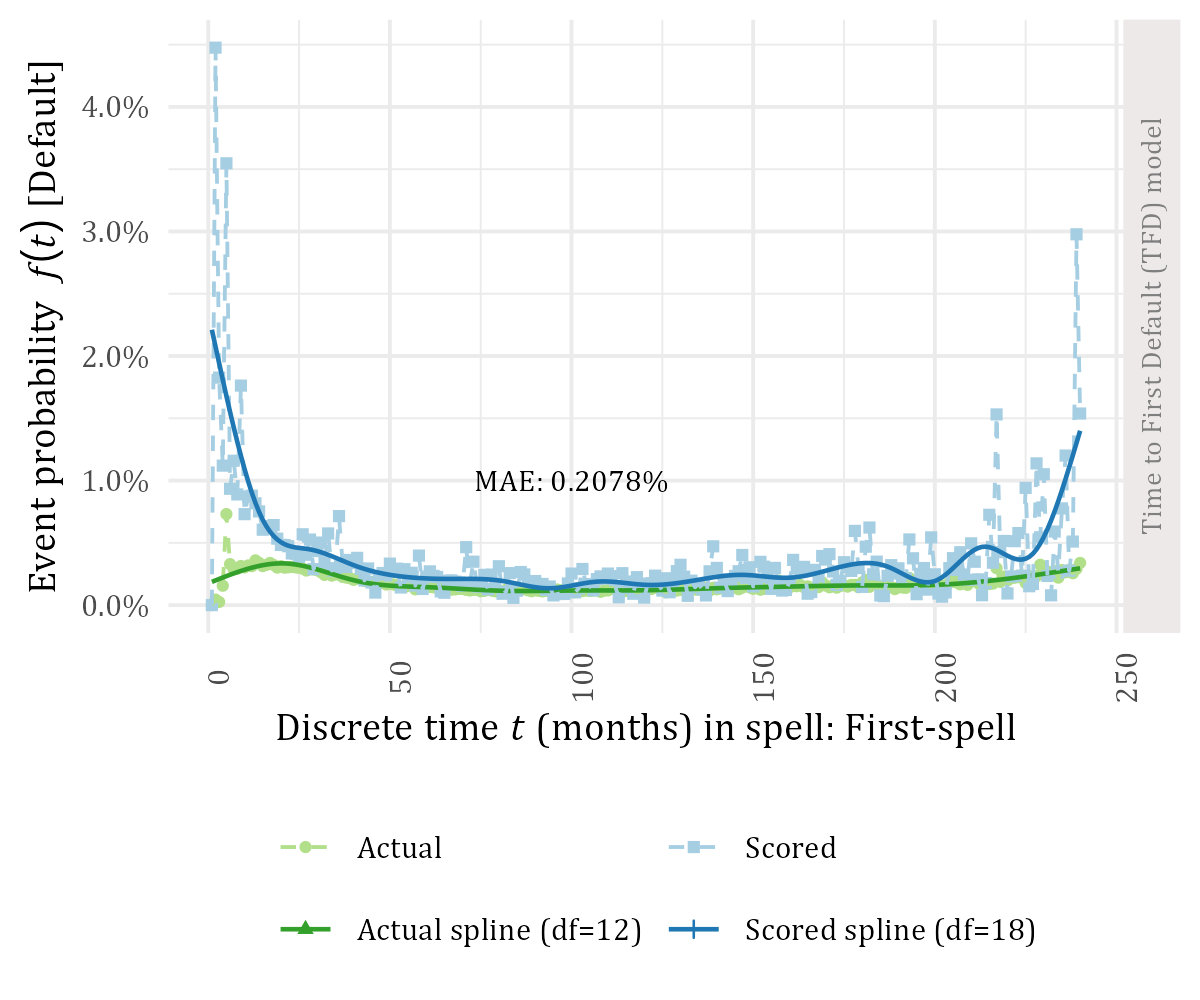 Event probability f(t) [Default]
4.0%
3.0%
2.0%
1.0%
0.0%
MAE: 0.2078%
Time to First Default (TFD) model
0
50
100
150
200
250
Discrete time t (months) in spell: First-spell
Actual
Scored
Actual spline (df=12)
Scored spline (df=18)